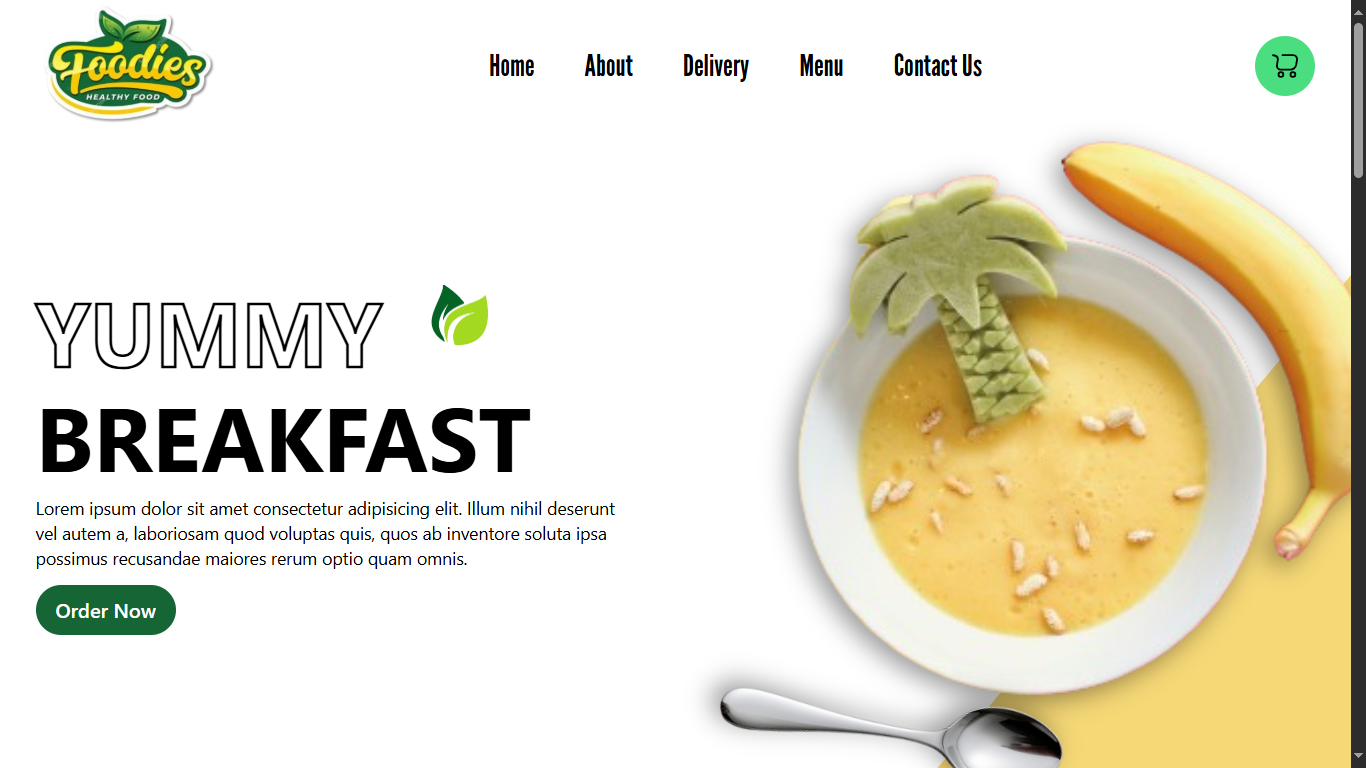 Foodies
HEALTHY FOOD
Home About Delivery Menu Contact Us
YUMMY
BREAKFAST
Lorem ipsum dolor sit amet consectetur adipisicing elit. Illum nihil deserunt
vel autem a, laboriosam quod voluptas quis, quos ab inventore soluta ipsa
possimus recusandae maiores rerum optio quam omnis.
Order Now